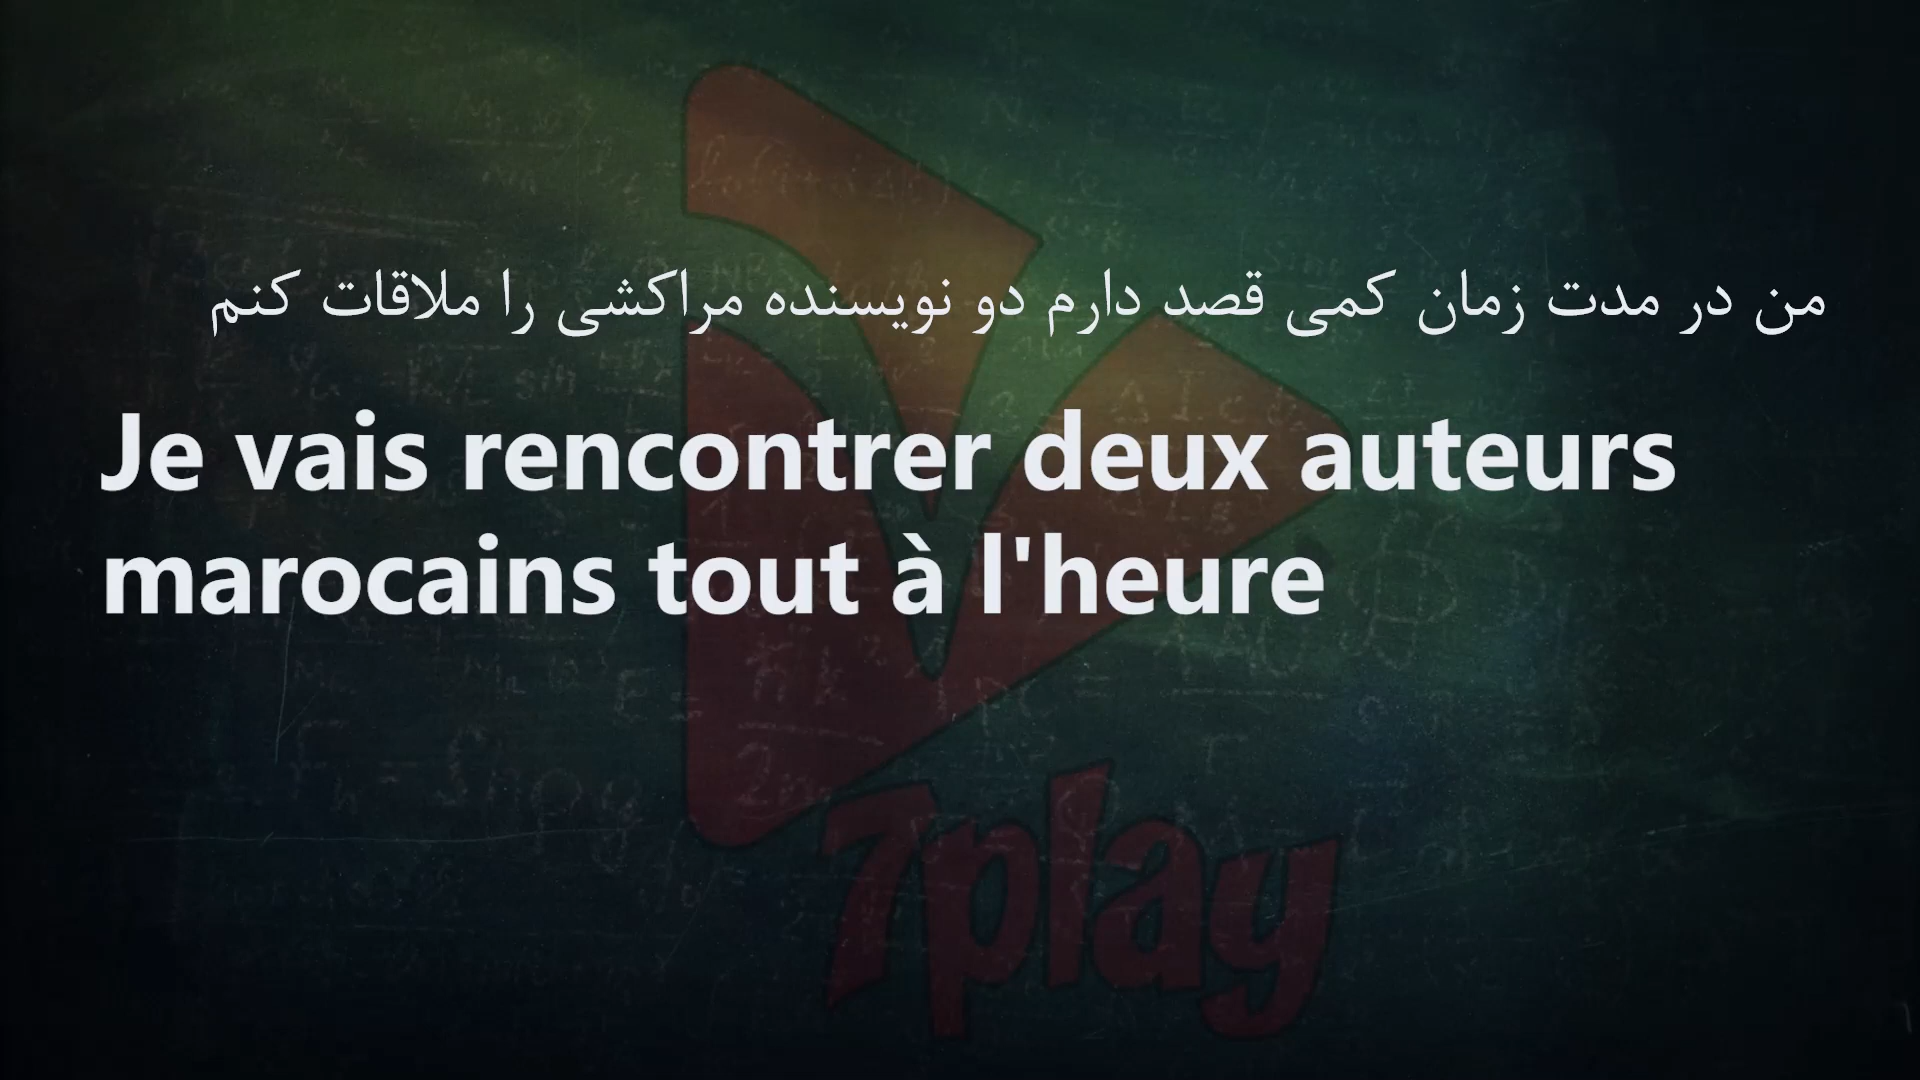 من در مدت زمان کمی قصد دارم دو نویسنده مراکشی را ملاقات کنم
Je vais rencontrer deux auteurs
marocains tout à l'heure
7play